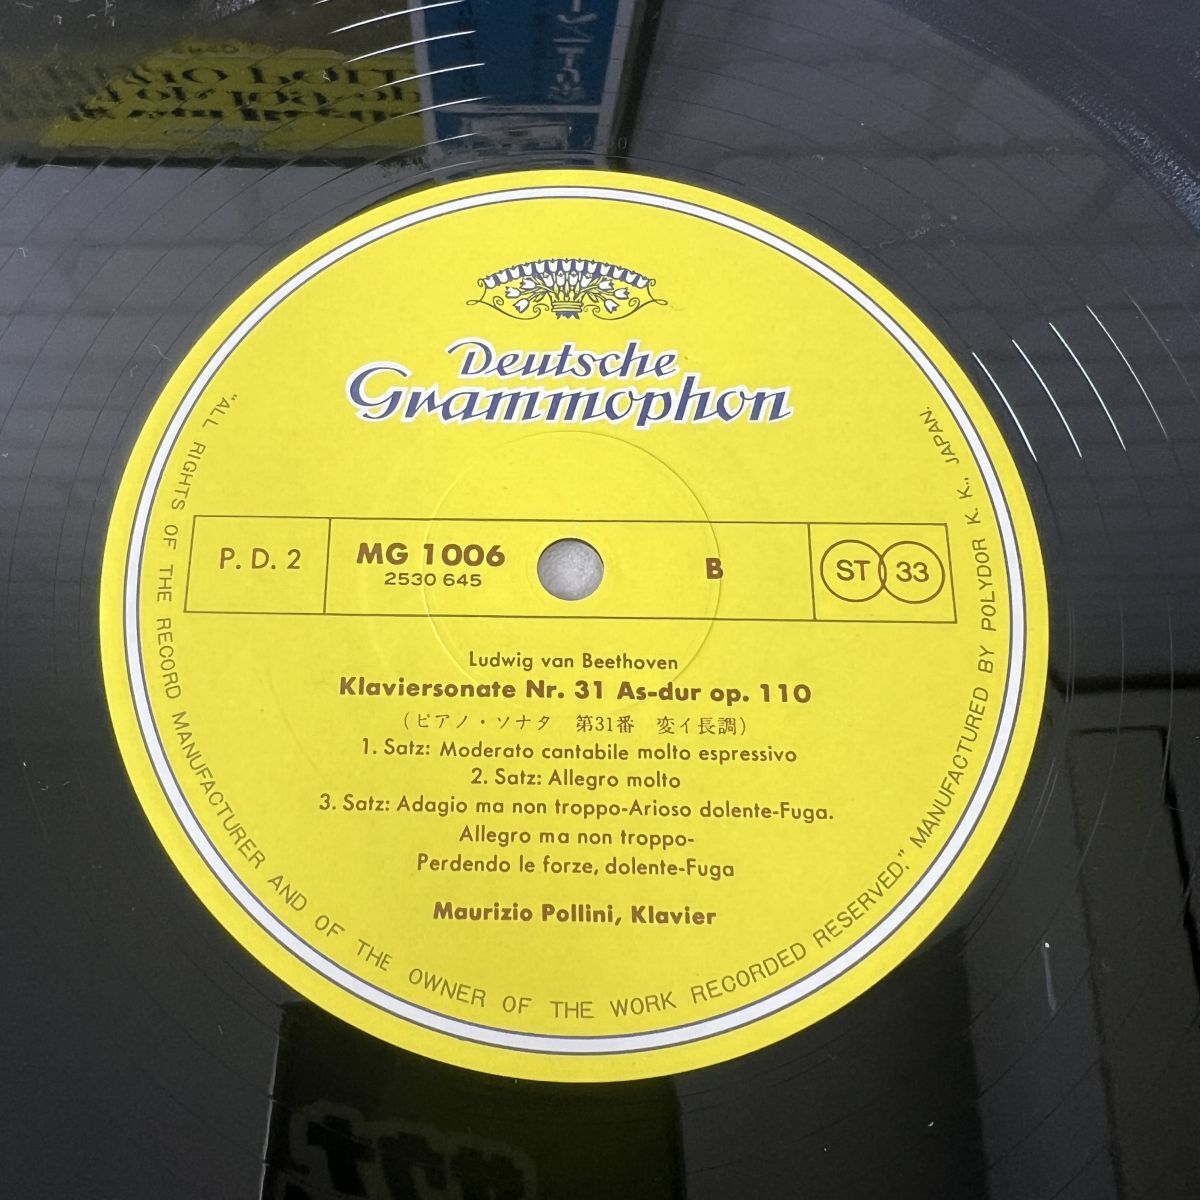 Deutsche
Grammophon
P. D. 2
MG 1006
2530 645
B
ST 33
Ludwig van Beethoven
Klaviersonate Nr. 31 As-dur op. 110
(ピアノ・ソナタ 第31番 変イ長調)
1. Satz: Moderato cantabile molto espressivo
2. Satz: Allegro molto
3. Satz: Adagio ma non troppo-Arioso dolente-Fuga.
Allegro ma non troppo-
Perdendo le forze, dolente-Fuga
Maurizio Pollini, Klavier
"ALL RIGHTS OF THE RECORD MANUFACTURER AND OF THE OWNER OF THE WORK RECORDED RESERVED." MANUFACTURED BY POLYDOR K. K., JAPAN.